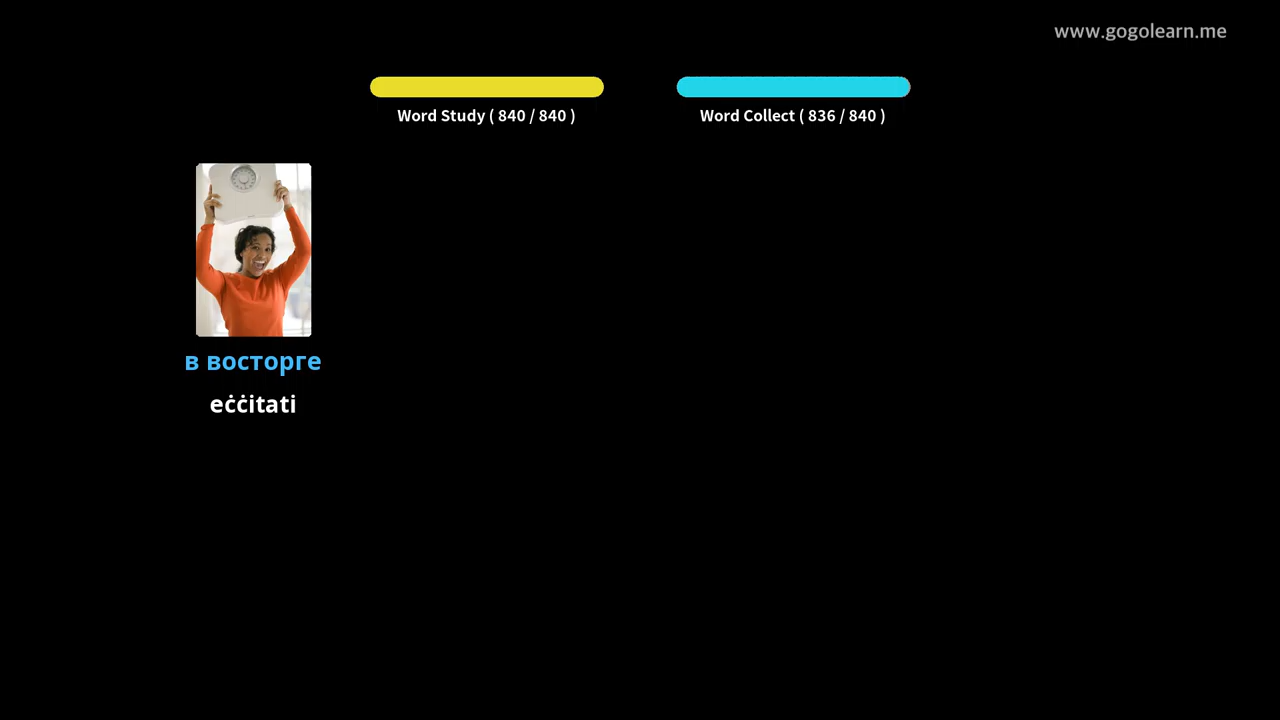 www.gogolearn.me
Word Study ( 840 / 840 )
Word Collect ( 836 / 840 )
в восторге
eċċitati